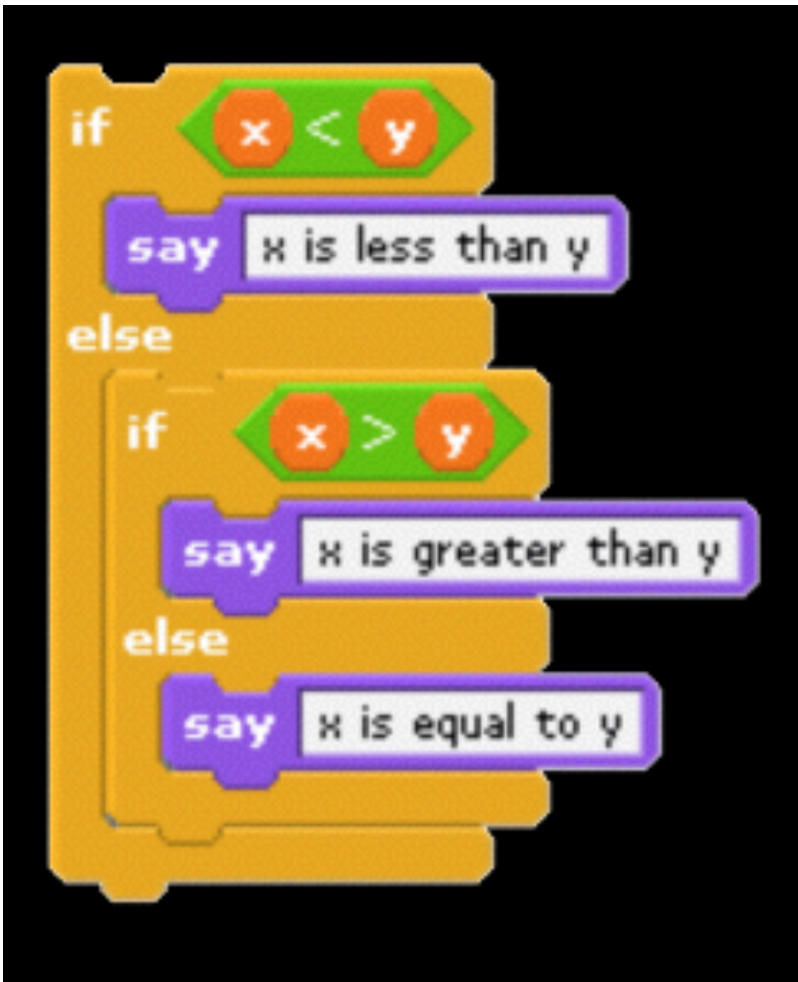 if x < y
say x is less than y
else
if x > y
say x is greater than y
else
say x is equal to y